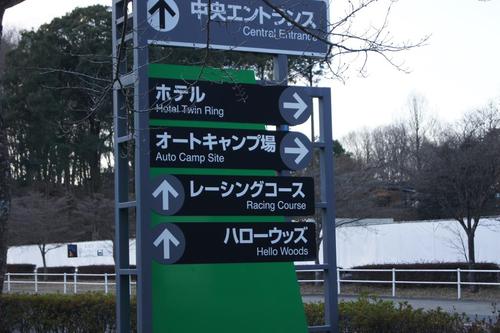 中央エントランス
Central Entrance
ホテル
Hotel Twin Ring
オートキャンプ場
Auto Camp Site
レーシングコース
Racing Course
ハローウッズ
Hello Woods